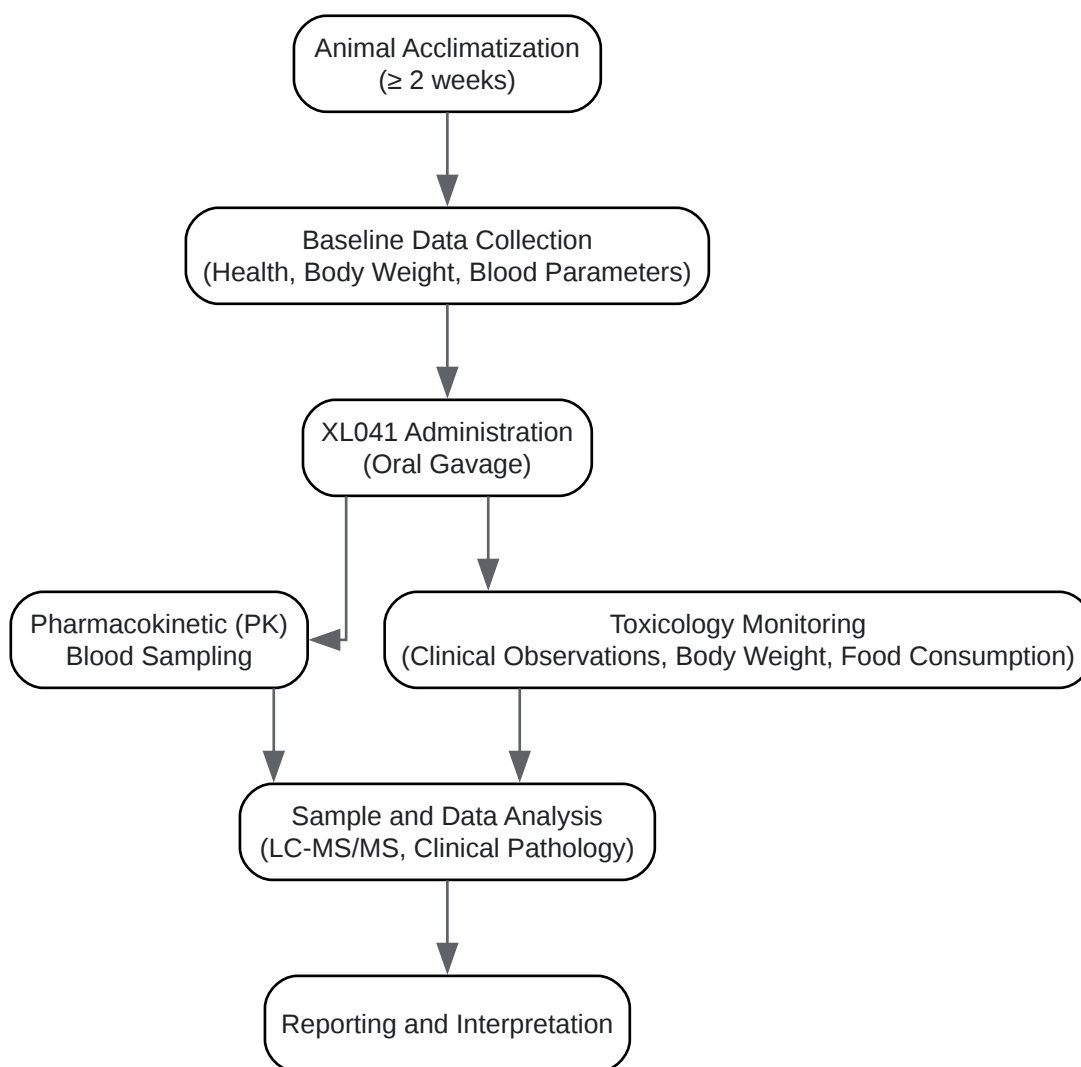 Animal Acclimatization
(≥ 2 weeks)
Baseline Data Collection
(Health, Body Weight, Blood Parameters)
XL041 Administration
(Oral Gavage)
Pharmacokinetic (PK)
Blood Sampling
Toxicology Monitoring
(Clinical Observations, Body Weight, Food Consumption)
Sample and Data Analysis
(LC-MS/MS, Clinical Pathology)
Reporting and Interpretation